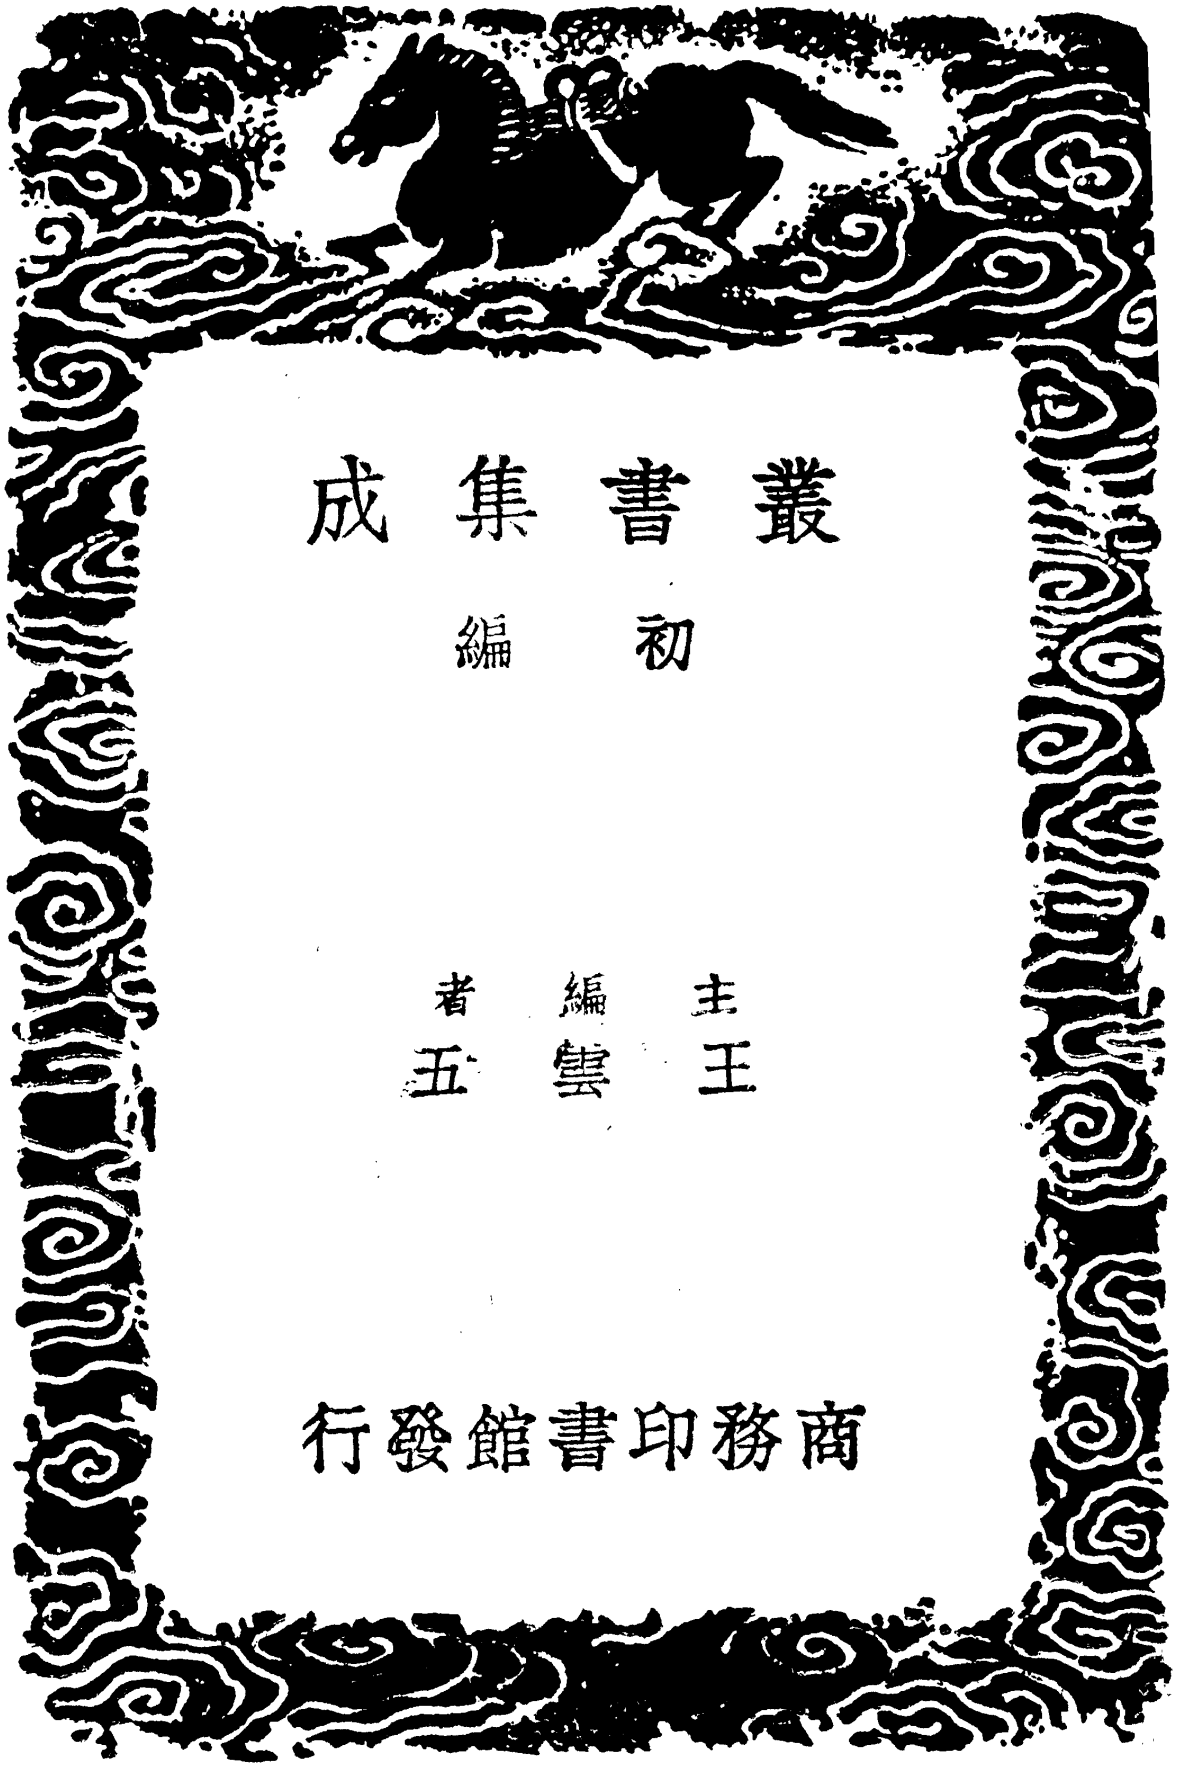 叢書集成
初編
主編者
王雲五
商務印書館發行